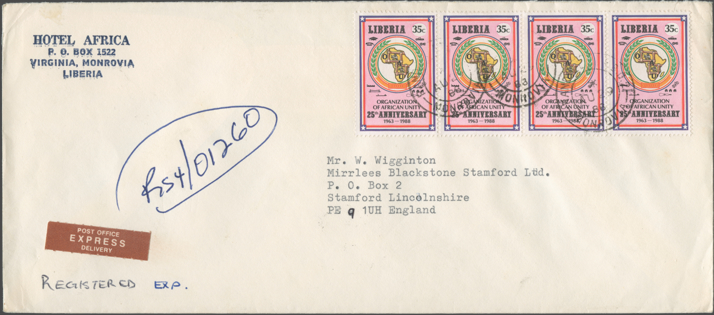 HOTEL AFRICA
P. O. BOX 1522
VIRGINIA, MONROVIA
LIBERIA
LIBERIA 35c
ORGANIZATION
OF AFRICAN UNITY
25th ANNIVERSARY
1963-1988
LIBERIA 35c
ORGANIZATION
OF AFRICAN UNITY
25th ANNIVERSARY
1963-1988
LIBERIA 35c
ORGANIZATION
OF AFRICAN UNITY
25th ANNIVERSARY
1963-1988
LIBERIA 35c
ORGANIZATION
OF AFRICAN UNITY
25th ANNIVERSARY
1963-1988
MONROVIA
R54/01260
Mr. W. Wigginton
Mirrlees Blackstone Stamford Ltd.
P. O. Box 2
Stamford Lincolnshire
PE 9 1UH England
POST OFFICE
EXPRESS
DELIVERY
REGISTERED EXP.